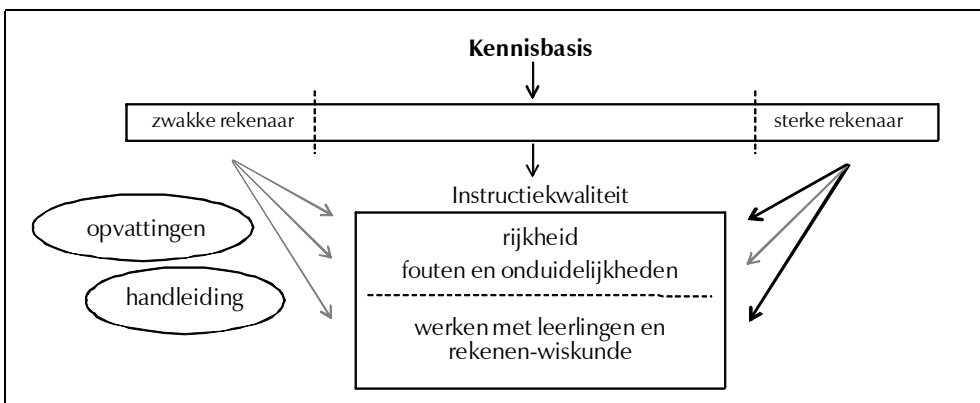 Kennisbasis
zwakke rekenaar
sterke rekenaar
Instructiekwaliteit
opvattingen
rijkheid
fouten en onduidelijkheden
handleiding
werken met leerlingen en
rekenen-wiskunde